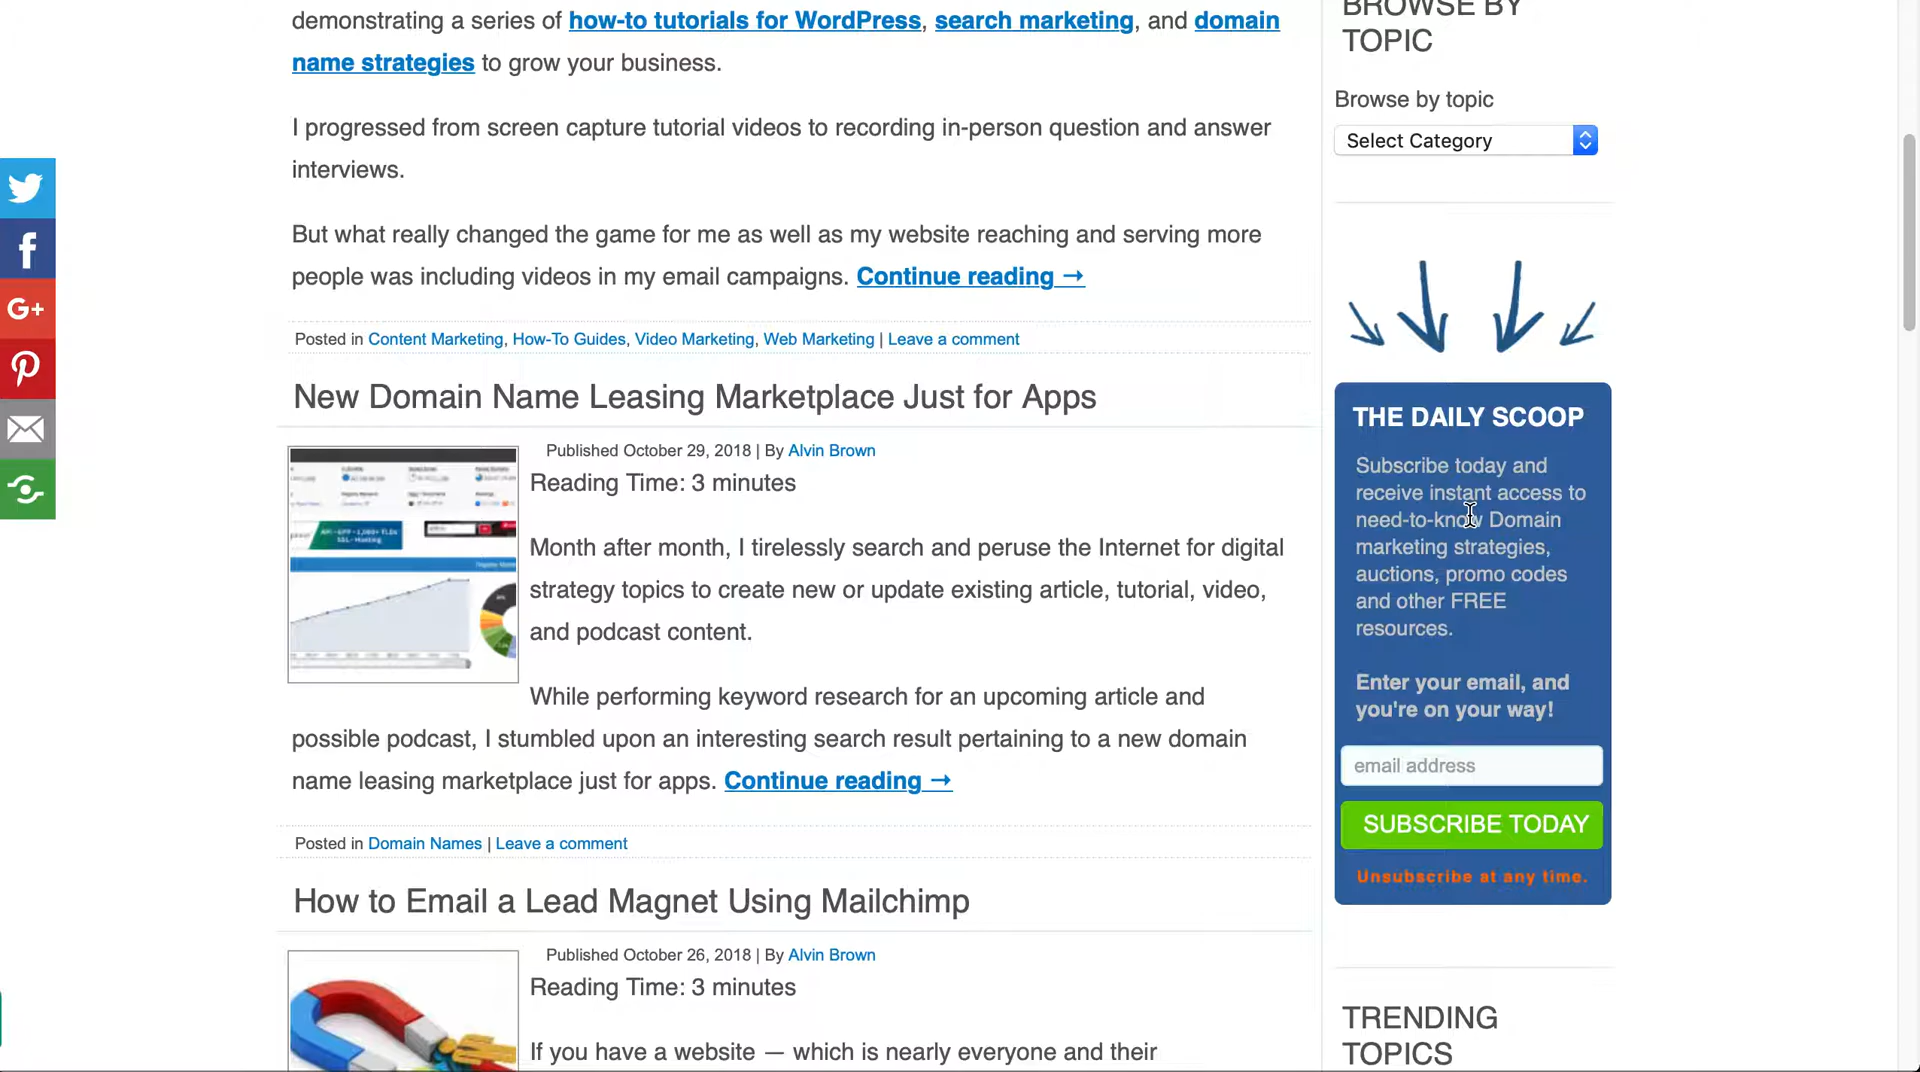 demonstrating a series of how-to tutorials for WordPress, search marketing, and domain
name strategies to grow your business.
I progressed from screen capture tutorial videos to recording in-person question and answer
interviews.
But what really changed the game for me as well as my website reaching and serving more
people was including videos in my email campaigns. Continue reading →
Posted in Content Marketing, How-To Guides, Video Marketing, Web Marketing | Leave a comment
New Domain Name Leasing Marketplace Just for Apps
Published October 29, 2018 | By Alvin Brown
Reading Time: 3 minutes
Month after month, I tirelessly search and peruse the Internet for digital
strategy topics to create new or update existing article, tutorial, video,
and podcast content.
While performing keyword research for an upcoming article and
possible podcast, I stumbled upon an interesting search result pertaining to a new domain
name leasing marketplace just for apps. Continue reading →
Posted in Domain Names | Leave a comment
How to Email a Lead Magnet Using Mailchimp
Published October 26, 2018 | By Alvin Brown
Reading Time: 3 minutes
If you have a website — which is nearly everyone and their
BROWSE BY
TOPIC
Browse by topic
Select Category
THE DAILY SCOOP
Subscribe today and
receive instant access to
need-to-know Domain
marketing strategies,
auctions, promo codes
and other FREE
resources.
Enter your email, and
you're on your way!
email address
SUBSCRIBE TODAY
Unsubscribe at any time.
TRENDING
TOPICS
G+